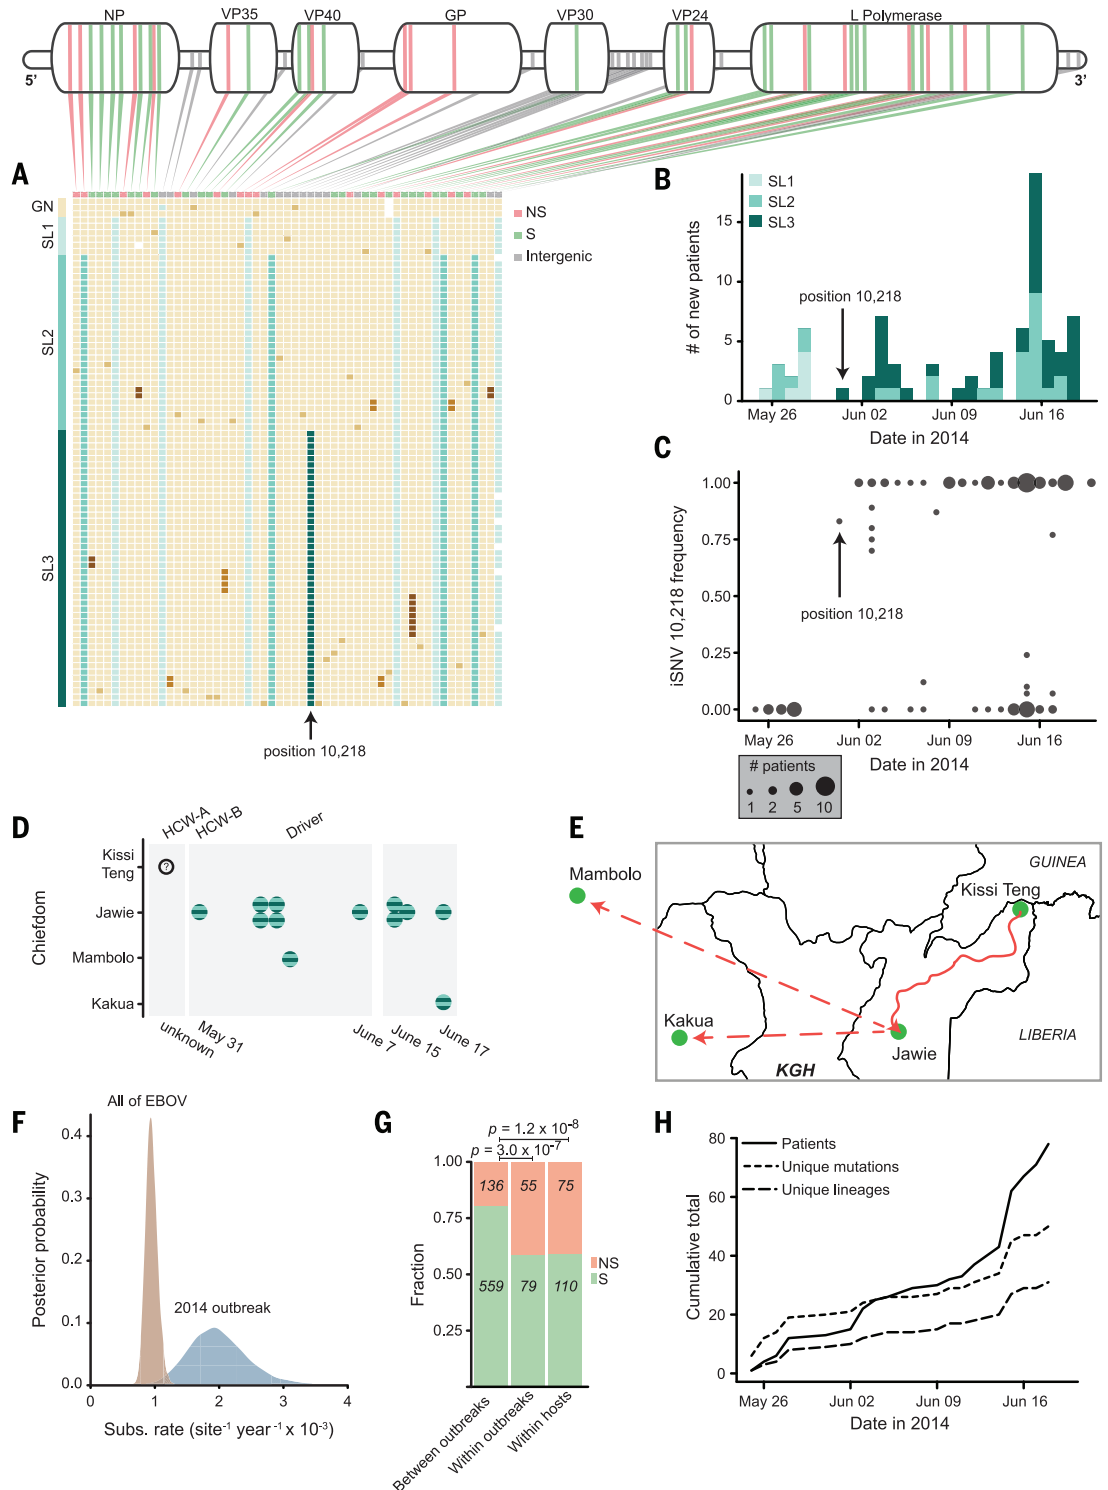 NP VP35 VP40 GP VP30 VP24 L Polymerase
5’ 3’
A
GN
SL1
SL2
SL3
NS
S
Intergenic
position 10,218
B
SL1
SL2
SL3
# of new patients
15
10
5
0
position 10,218
May 26 Jun 02 Jun 09 Jun 16
Date in 2014
C
iSNV 10,218 frequency
1.00
0.75
0.50
0.25
0.00
position 10,218
May 26 Jun 02 Jun 09 Jun 16
Date in 2014
# patients
1 2 5 10
D
HCW-A
HCW-B
Driver
Chiefdom
Kissi
Teng
?
Jawie
Mambolo
Kakua
unknown
May 31
June 7
June 15
June 17
E
Mambolo
GUINEA
Kissi Teng
Kakua
Jawie
LIBERIA
KGH
F
All of EBOV
Posterior probability
0.4
0.3
0.2
0.1
0.0
2014 outbreak
0 1 2 3 4
Subs. rate (site⁻¹ year⁻¹ x 10⁻³)
G
p = 1.2 x 10⁻⁸
p = 3.0 x 10⁻⁷
Fraction
1.00
0.75
0.50
0.25
136 55 75
559 79 110
NS
S
Between outbreaks
Within outbreaks
Within hosts
H
Patients
Unique mutations
Unique lineages
Cumulative total
80
60
40
20
0
May 26 Jun 02 Jun 09 Jun 16
Date in 2014